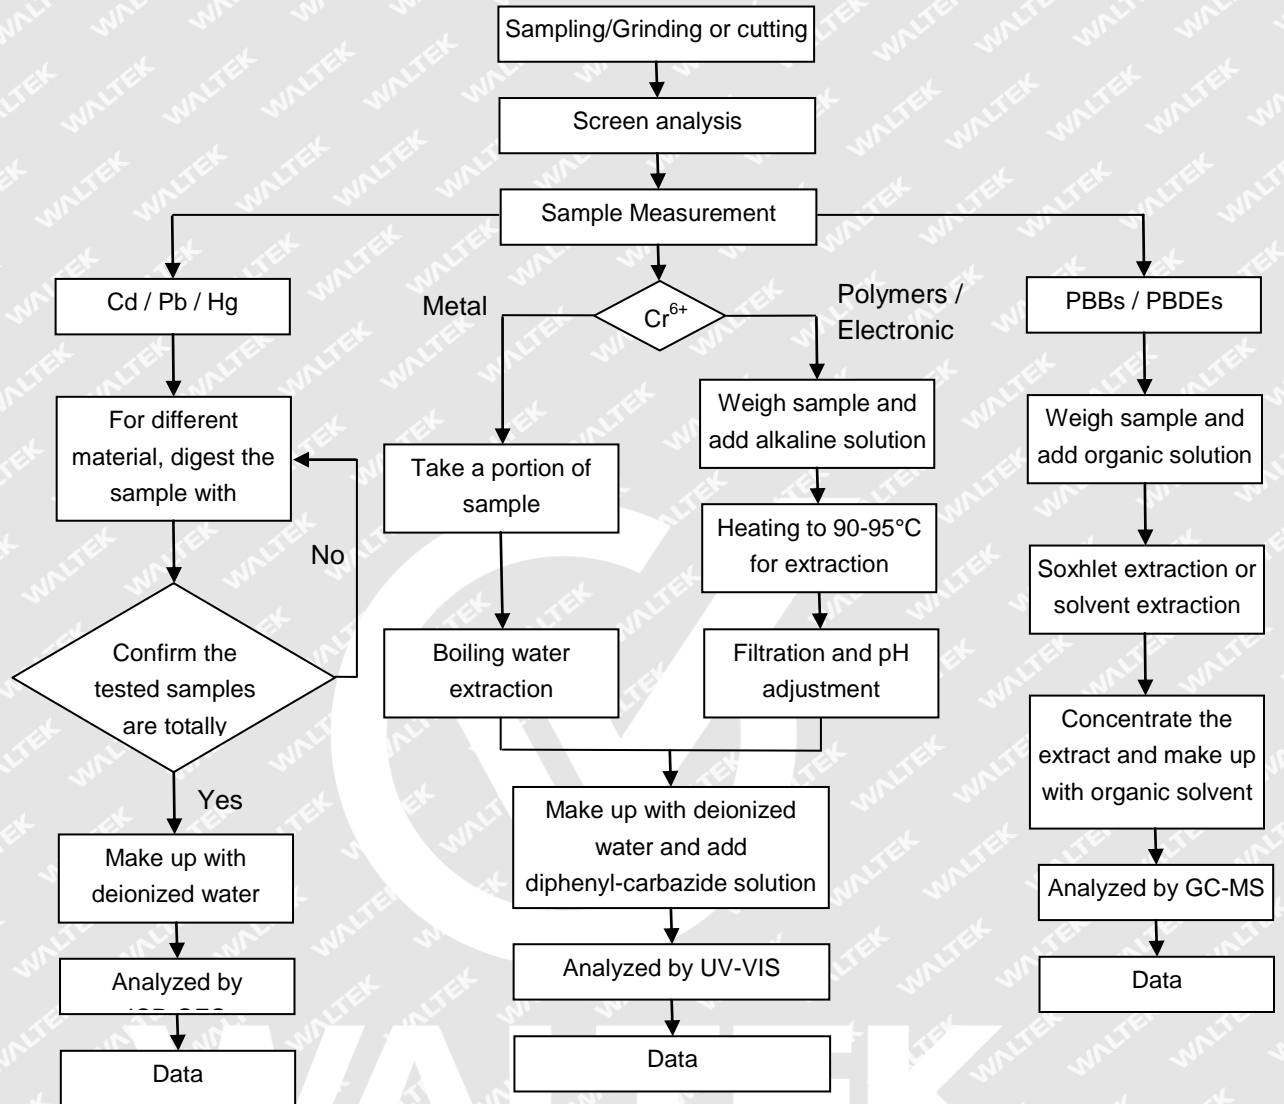 Sampling/Grinding or cutting
Screen analysis
Sample Measurement
Cd / Pb / Hg
For different
material, digest the
sample with
No
Confirm the
tested samples
are totally
Yes
Make up with
deionized water
Analyzed by
Data
Metal
Cr6+
Polymers /
Electronic
Take a portion of
sample
Boiling water
extraction
Weigh sample and
add alkaline solution
Heating to 90-95°C
for extraction
Filtration and pH
adjustment
Make up with deionized
water and add
diphenyl-carbazide solution
Analyzed by UV-VIS
Data
PBBs / PBDEs
Weigh sample and
add organic solution
Soxhlet extraction or
solvent extraction
Concentrate the
extract and make up
with organic solvent
Analyzed by GC-MS
Data
WALTEK